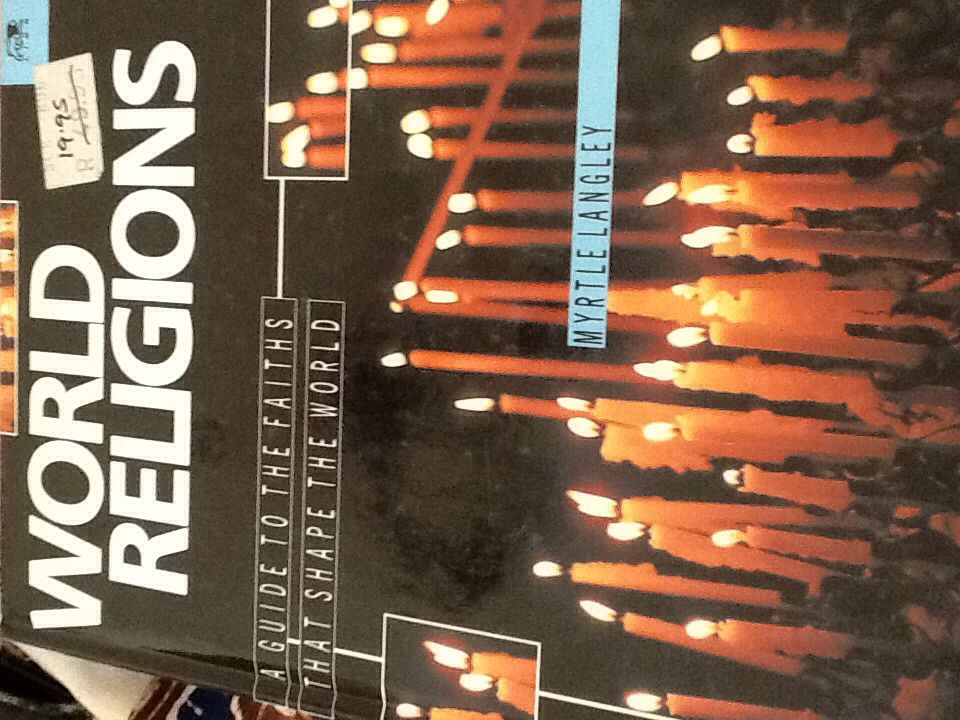 WORLD
RELIGIONS
19.95
A GUIDE TO THE FAITHS
THAT SHAPE THE WORLD
MYRTLE LANGLEY